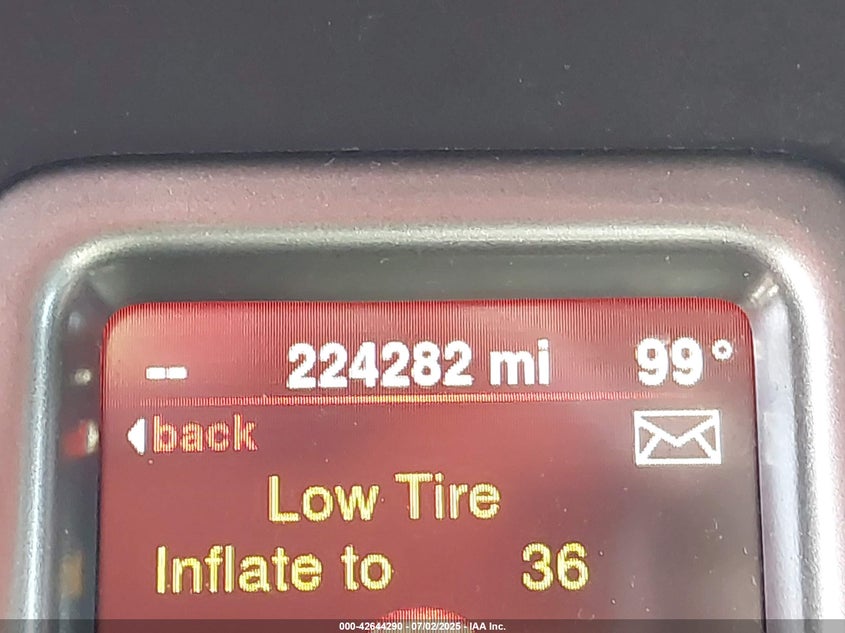 -- 224282 mi 99°
back
Low Tire
Inflate to 36
000-42644290 - 07/02/2025 - IAA Inc.